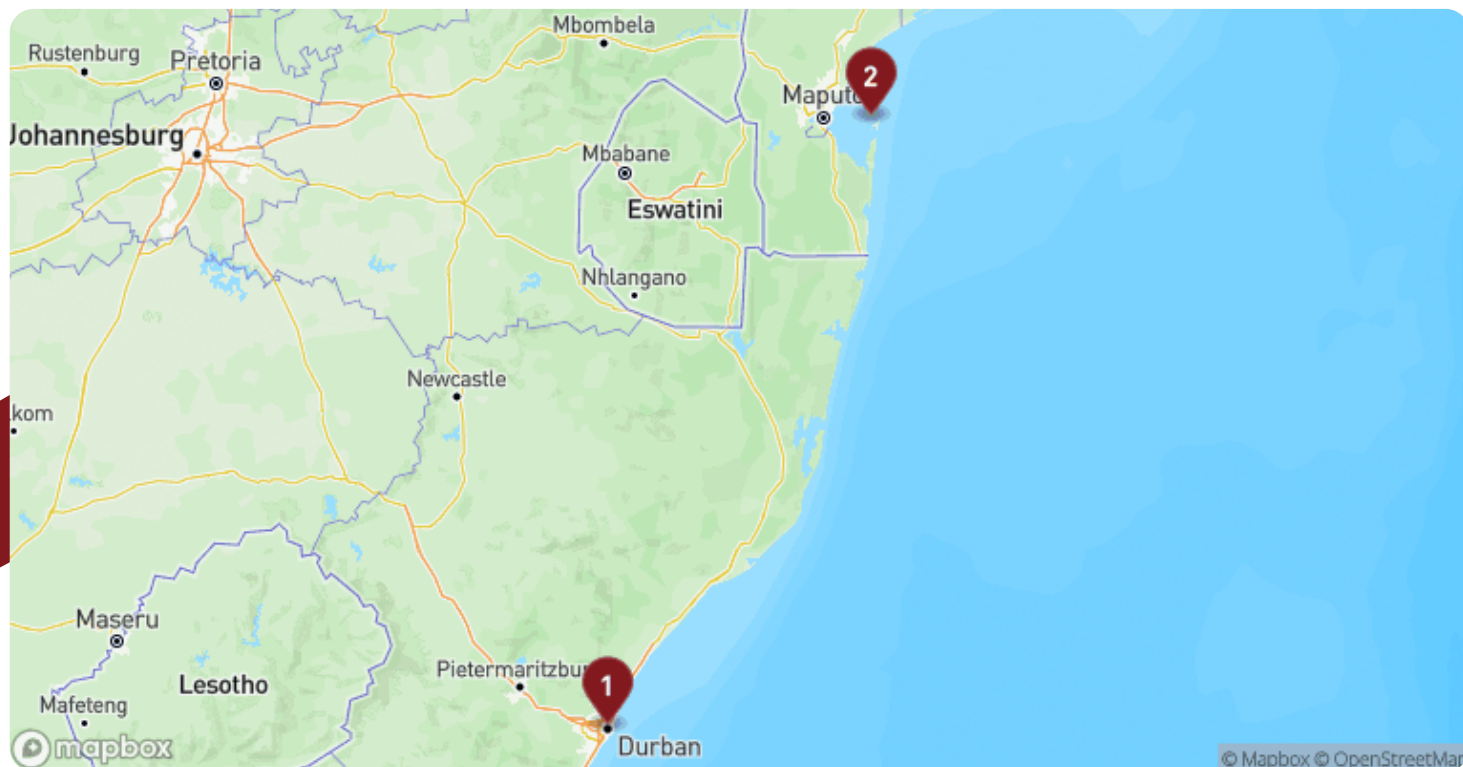 Mbombela
Rustenburg
Pretoria
2
Maputo
Johannesburg
Mbabane
Eswatini
Nhlangano
Newcastle
lkom
Maseru
Pietermaritzbu
1
Lesotho
Mafeteng
Durban
mapbox
© Mapbox © OpenStreetMap